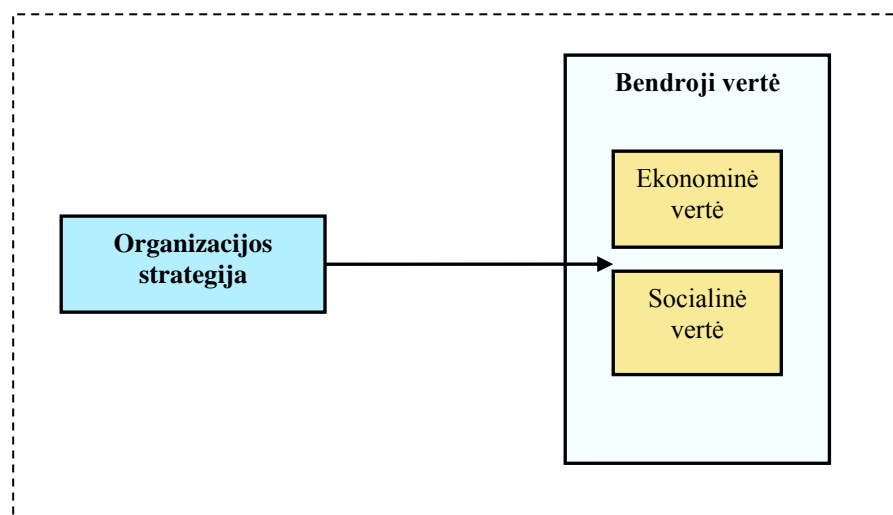 Bendroji vertė
Ekonominė
vertė
Organizacijos
strategija
Socialinė
vertė